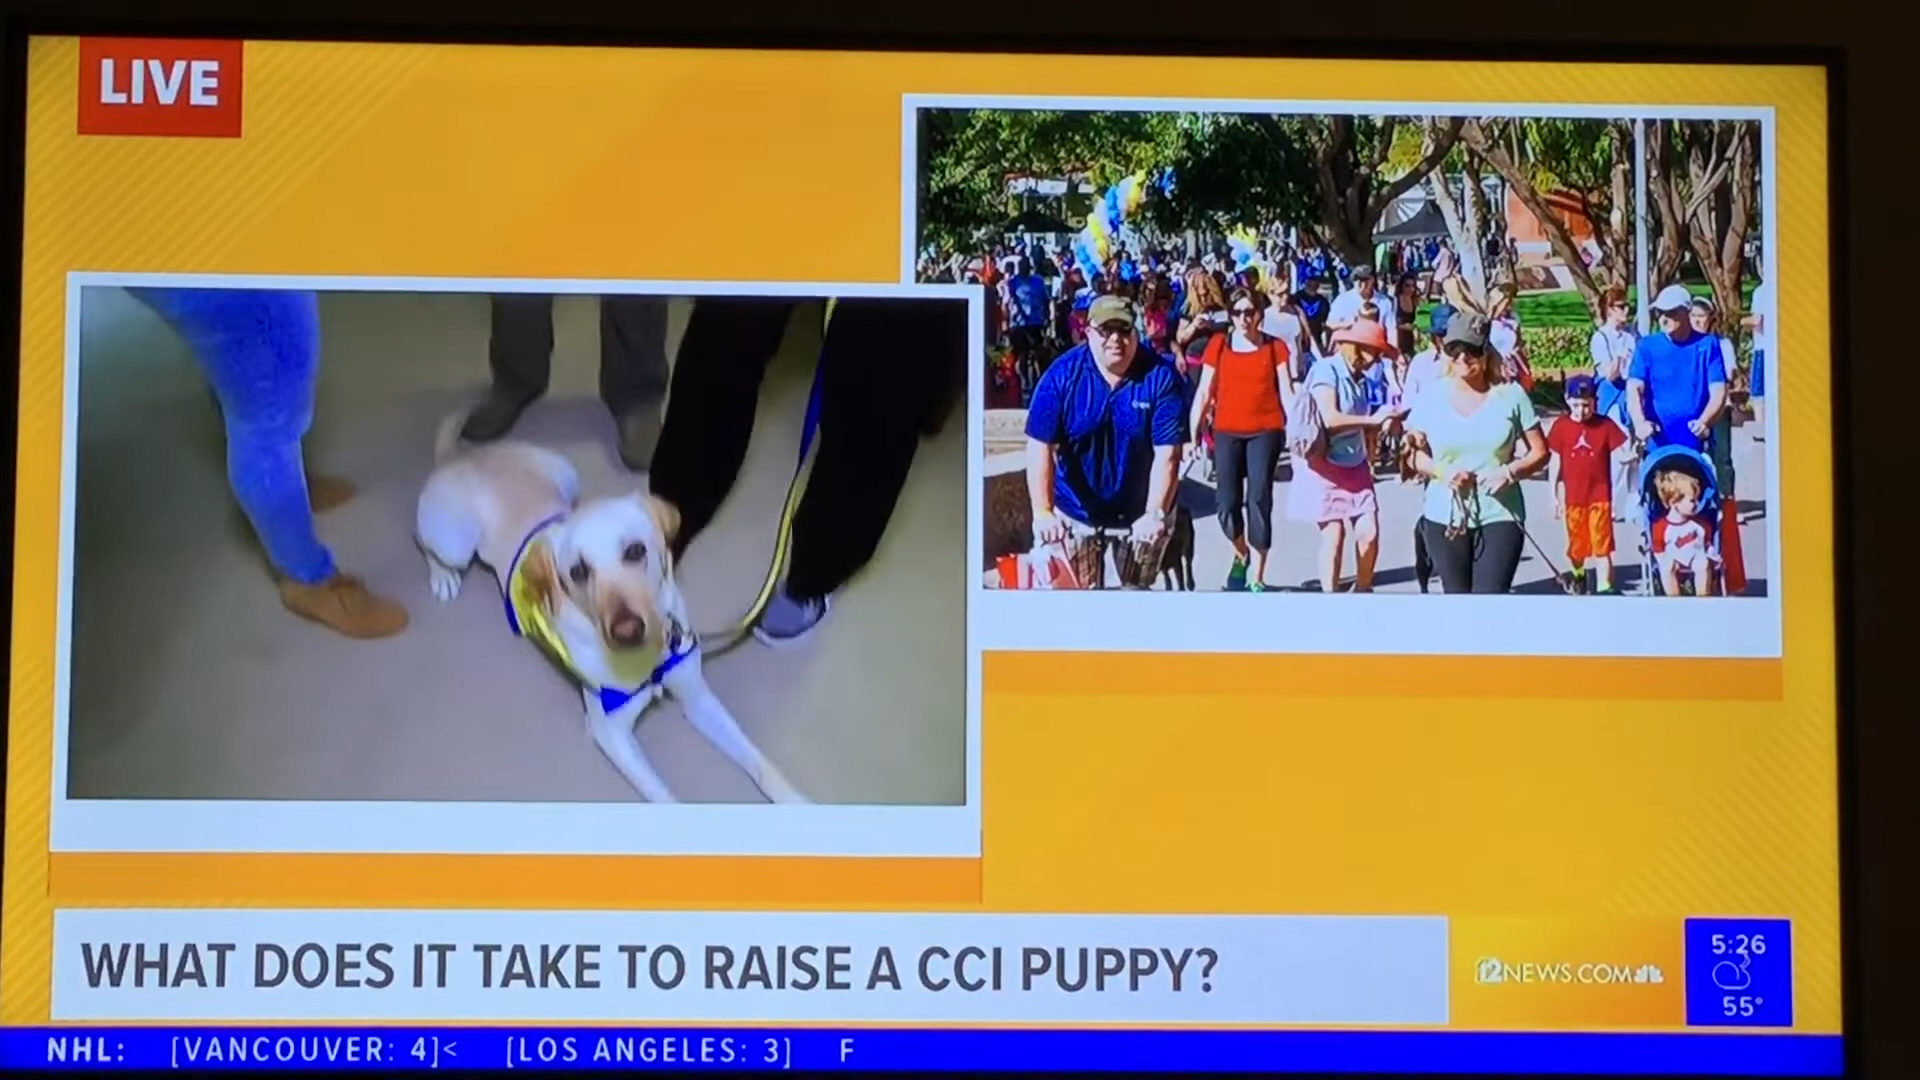 LIVE
WHAT DOES IT TAKE TO RAISE A CCI PUPPY?
12NEWS.COM
5:26
55°
NHL: [VANCOUVER: 4]< [LOS ANGELES: 3] F